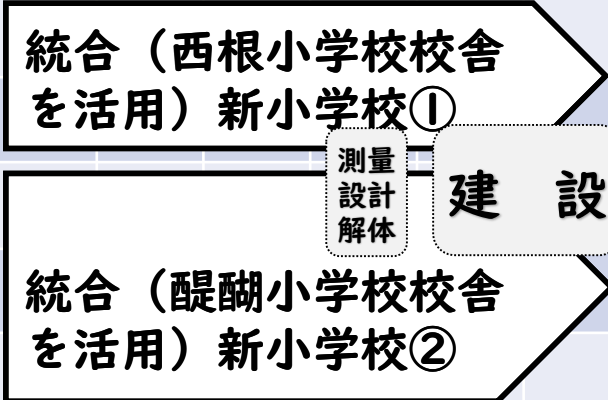 統合（西根小学校校舎
を活用）新小学校①
測量
設計
解体
建　設
統合（醍醐小学校校舎
を活用）新小学校②